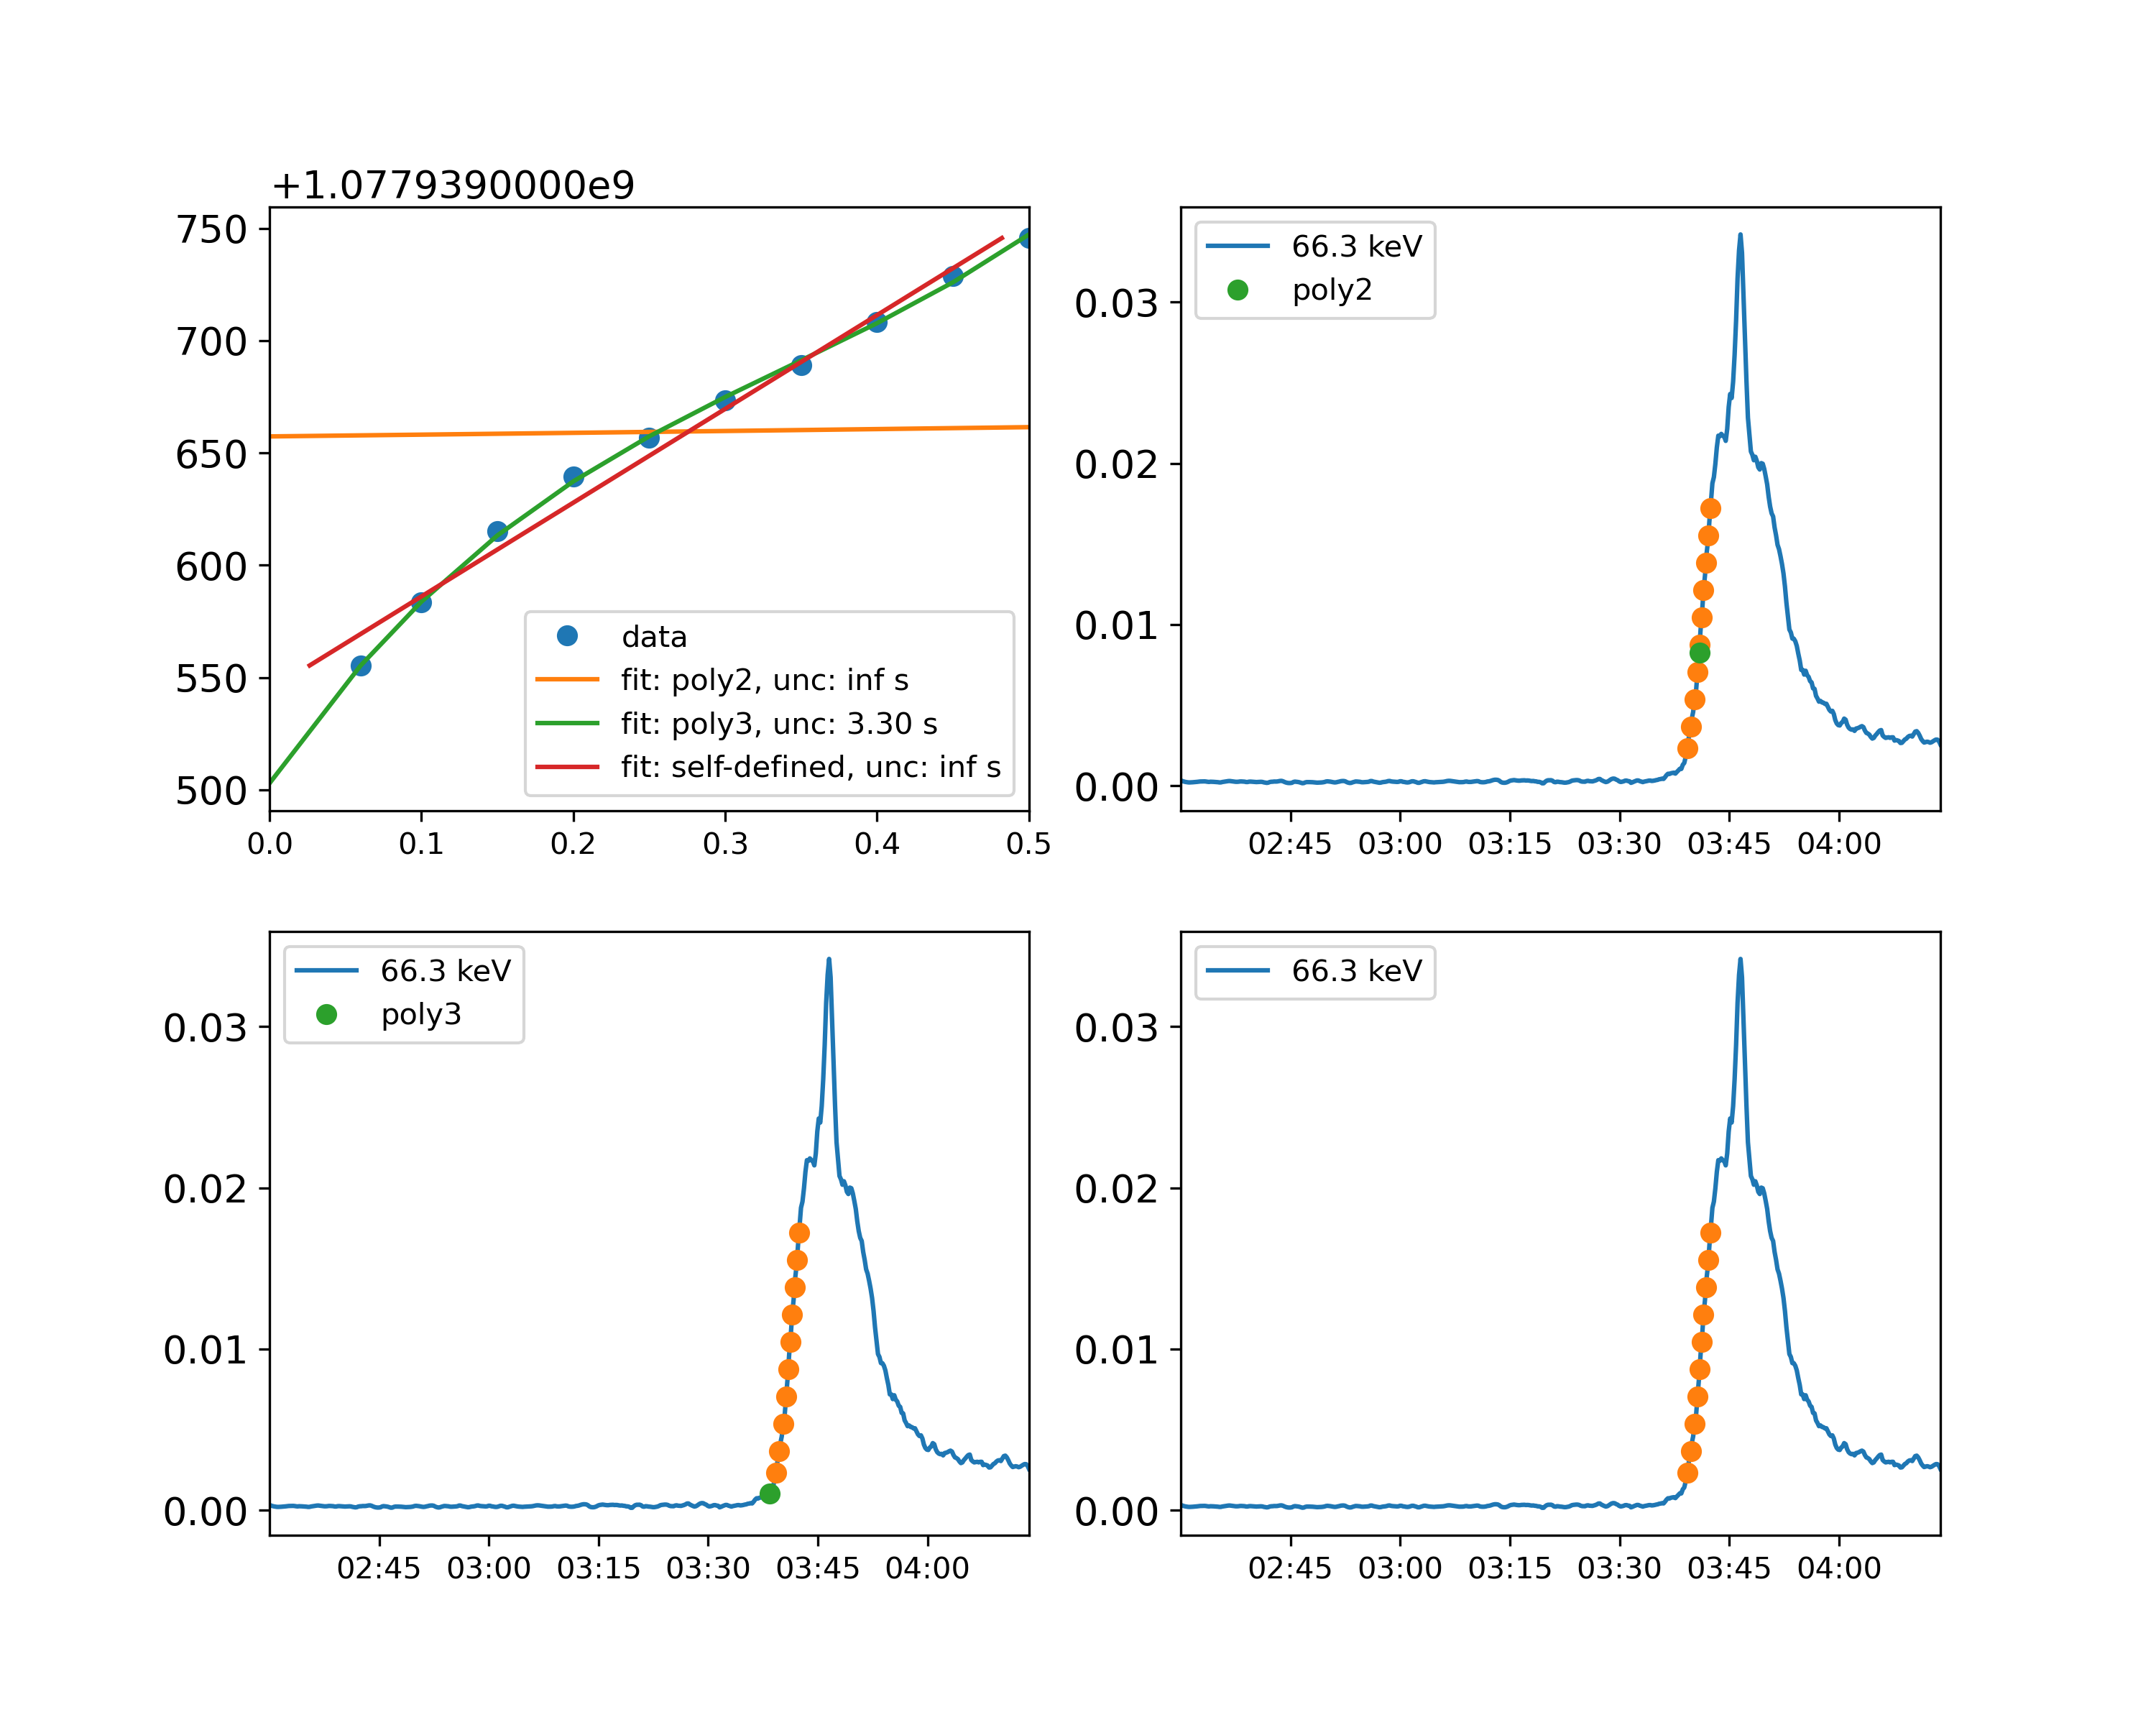 +1.0779390000e9
750
700
650
600
550
500
0.0 0.1 0.2 0.3 0.4 0.5
data
fit: poly2, unc: inf s
fit: poly3, unc: 3.30 s
fit: self-defined, unc: inf s
66.3 keV
poly2
0.03
0.02
0.01
0.00
02:45 03:00 03:15 03:30 03:45 04:00
66.3 keV
poly3
0.03
0.02
0.01
0.00
02:45 03:00 03:15 03:30 03:45 04:00
66.3 keV
0.03
0.02
0.01
0.00
02:45 03:00 03:15 03:30 03:45 04:00